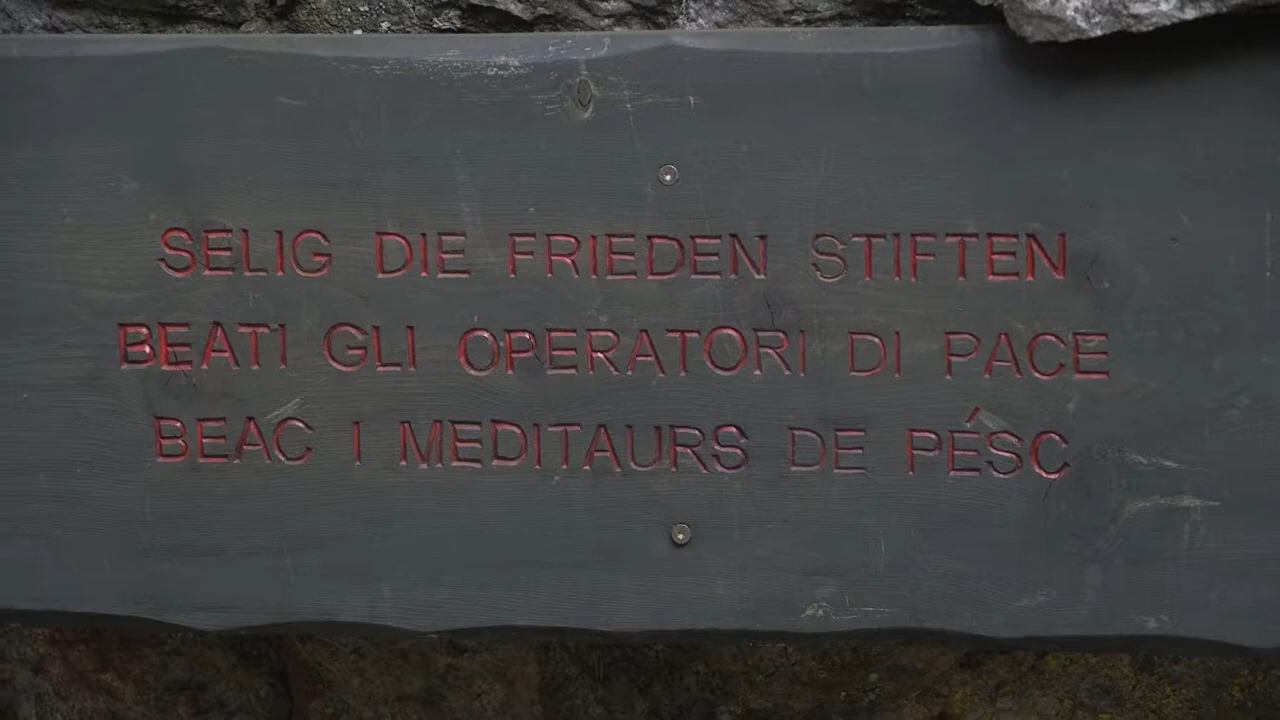 SELIG DIE FRIEDEN STIFTEN
BEATI GLI OPERATORI DI PACE
BEAC I MEDITAURS DE PÉSC